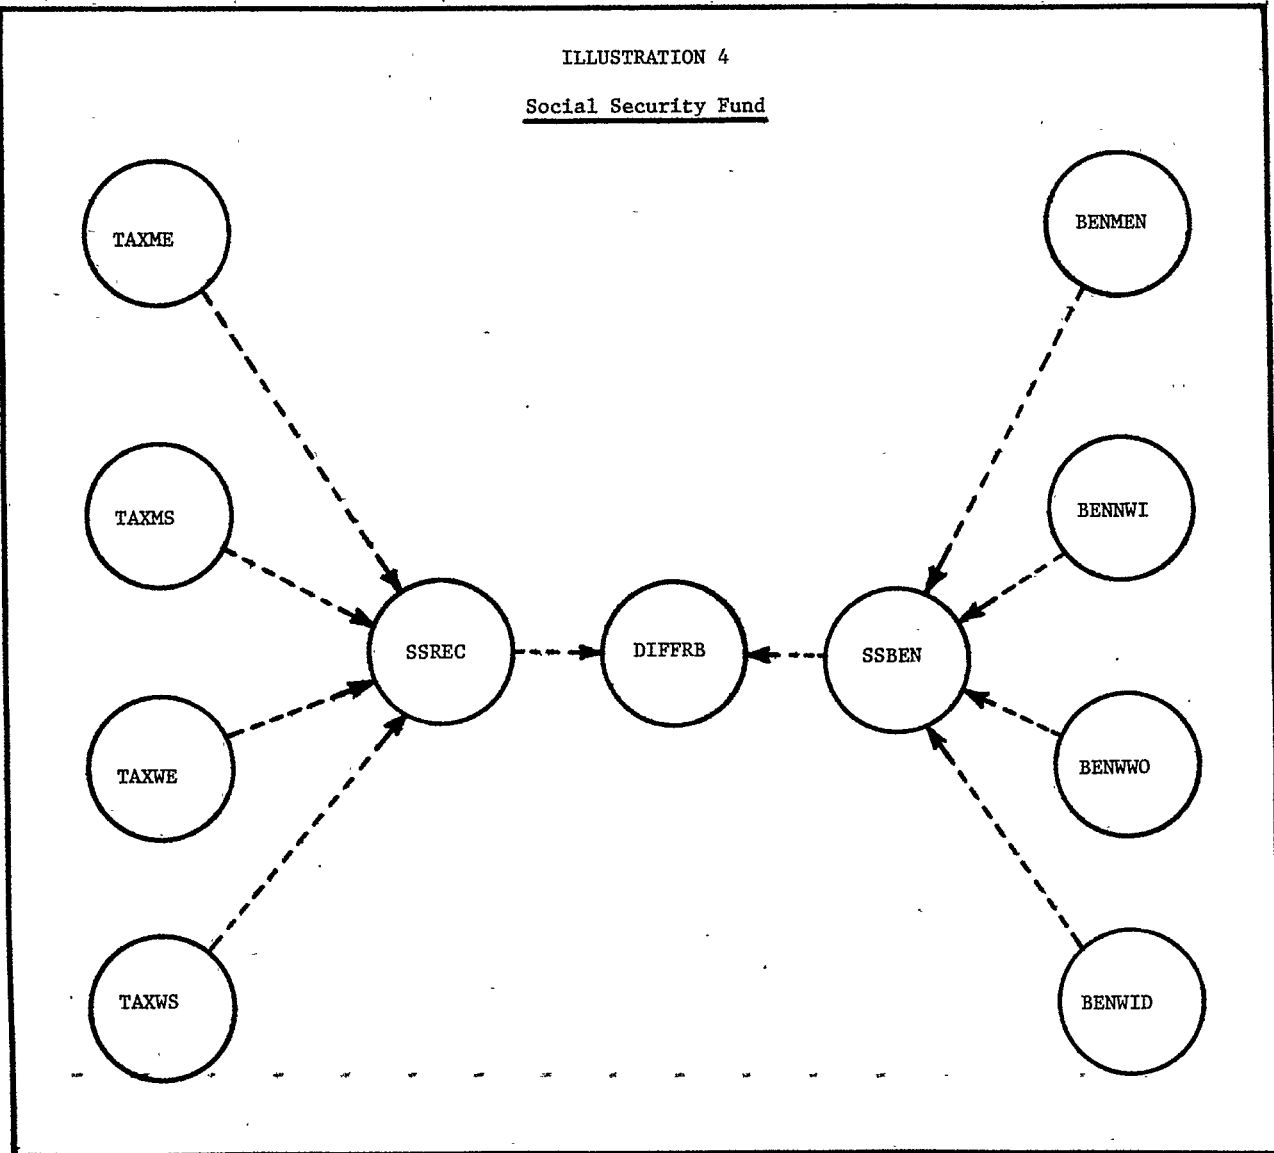 ILLUSTRATION 4
Social Security Fund
TAXME
BENMEN
TAXMS
BENNWI
SSREC
DIFFRB
SSBEN
TAXWE
BENWWO
TAXWS
BENWID